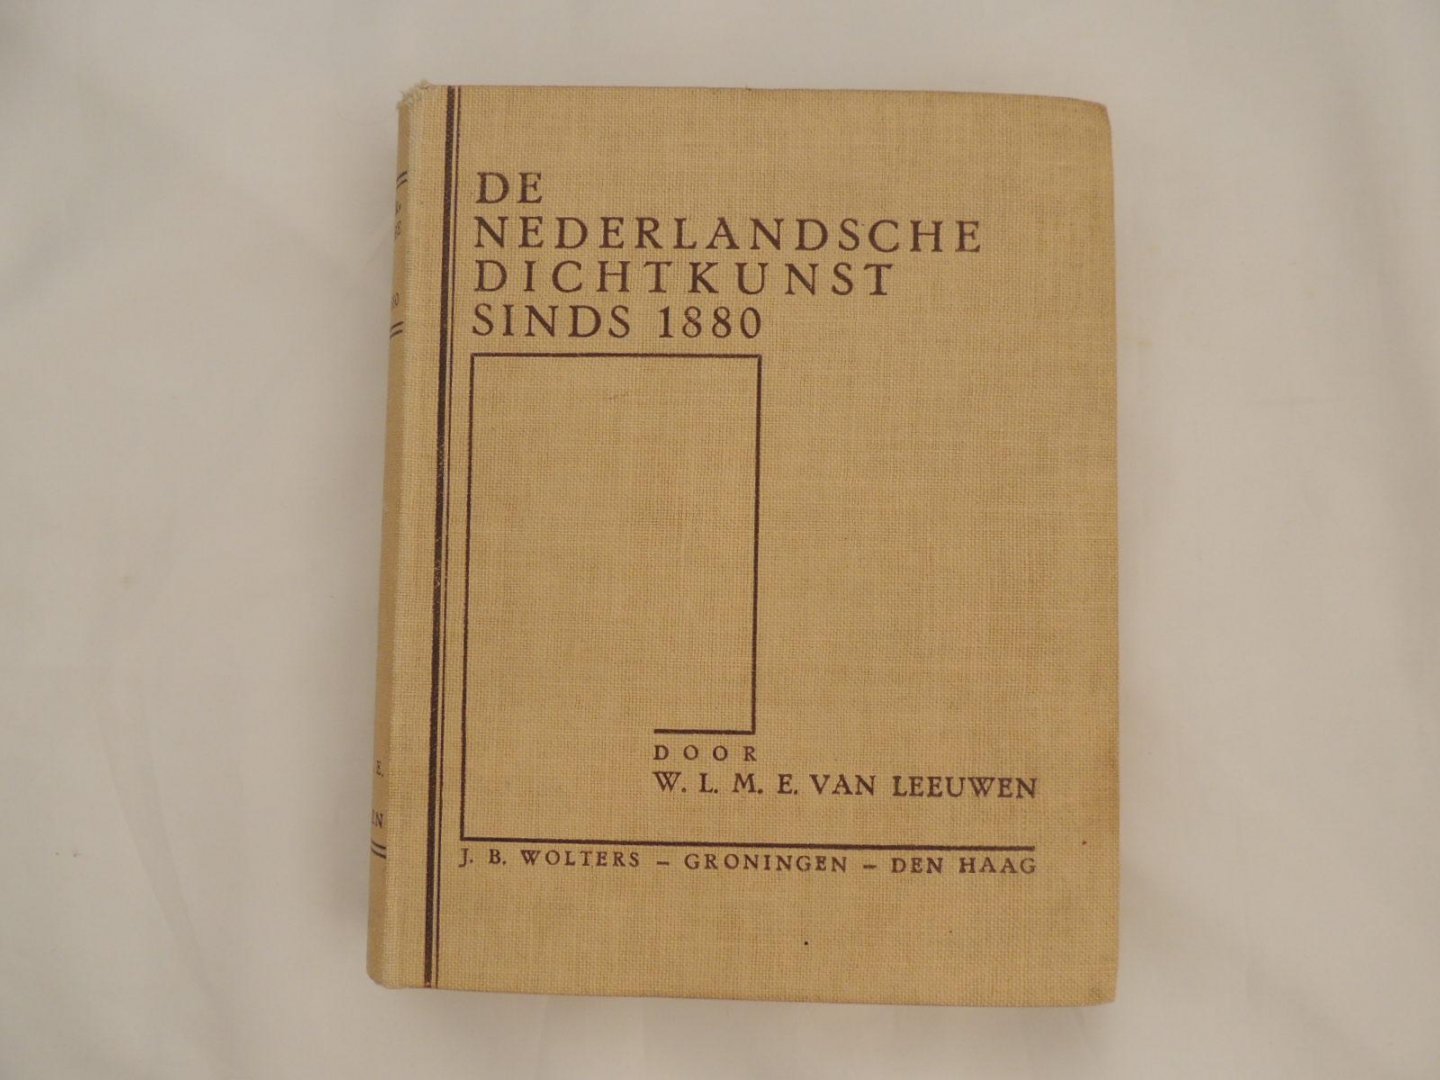 DE
NEDERLANDSCHE
DICHTKUNST
SINDS 1880
DOOR
W. L. M. E. VAN LEEUWEN
J. B. WOLTERS – GRONINGEN – DEN HAAG